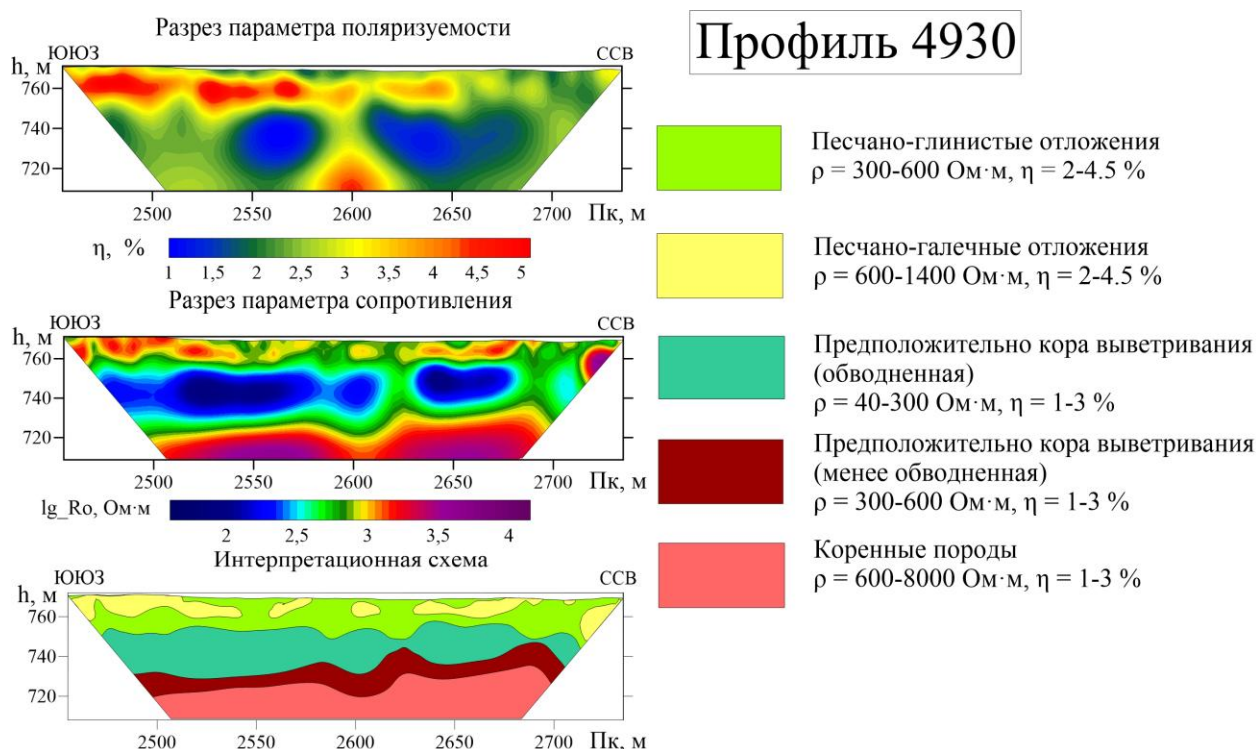 Разрез параметра поляризуемости
ЮЮЗ
ССВ
h, м
760
740
720
2500
2550
2600
2650
2700
Пк, м
η, %
1
1,5
2
2,5
3
3,5
4
4,5
5
Разрез параметра сопротивления
ЮЮЗ
ССВ
h, м
760
740
720
2500
2550
2600
2650
2700
Пк, м
lg_Ro, Ом·м
2
2,5
3
3,5
4
Интерпретационная схема
ЮЮЗ
ССВ
h, м
760
740
720
2500
2550
2600
2650
2700
Пк, м
Профиль 4930
Песчано-глинистые отложения
ρ = 300-600 Ом·м, η = 2-4.5 %
Песчано-галечные отложения
ρ = 600-1400 Ом·м, η = 2-4.5 %
Предположительно кора выветривания
(обводненная)
ρ = 40-300 Ом·м, η = 1-3 %
Предположительно кора выветривания
(менее обводненная)
ρ = 300-600 Ом·м, η = 1-3 %
Коренные породы
ρ = 600-8000 Ом·м, η = 1-3 %